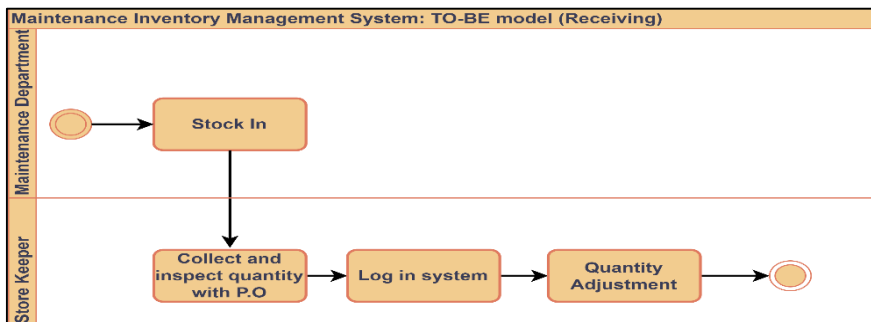 Maintenance Inventory Management System: TO-BE model (Receiving)
Maintenance Department
Stock In
Store Keeper
Collect and
inspect quantity
with P.O
Log in system
Quantity
Adjustment